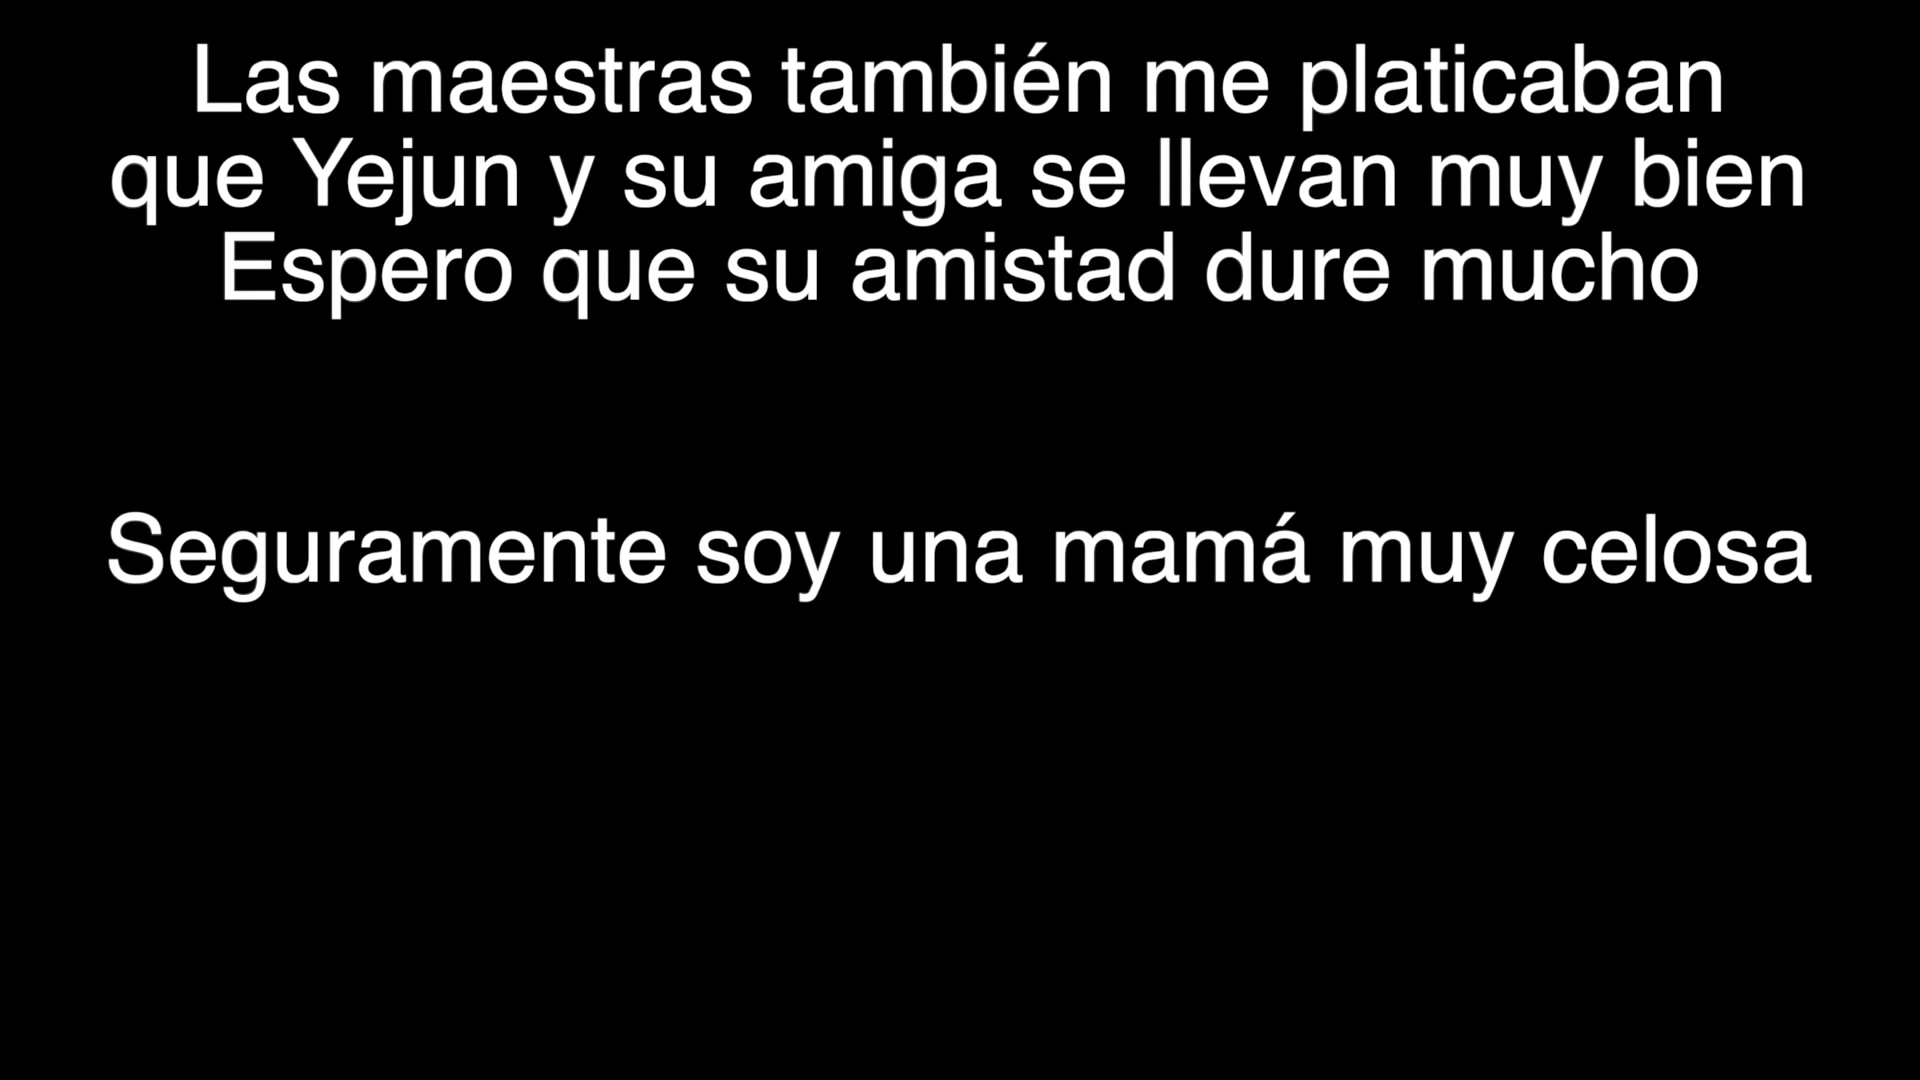 Las maestras también me platicaban
que Yejun y su amiga se llevan muy bien
Espero que su amistad dure mucho
Seguramente soy una mamá muy celosa